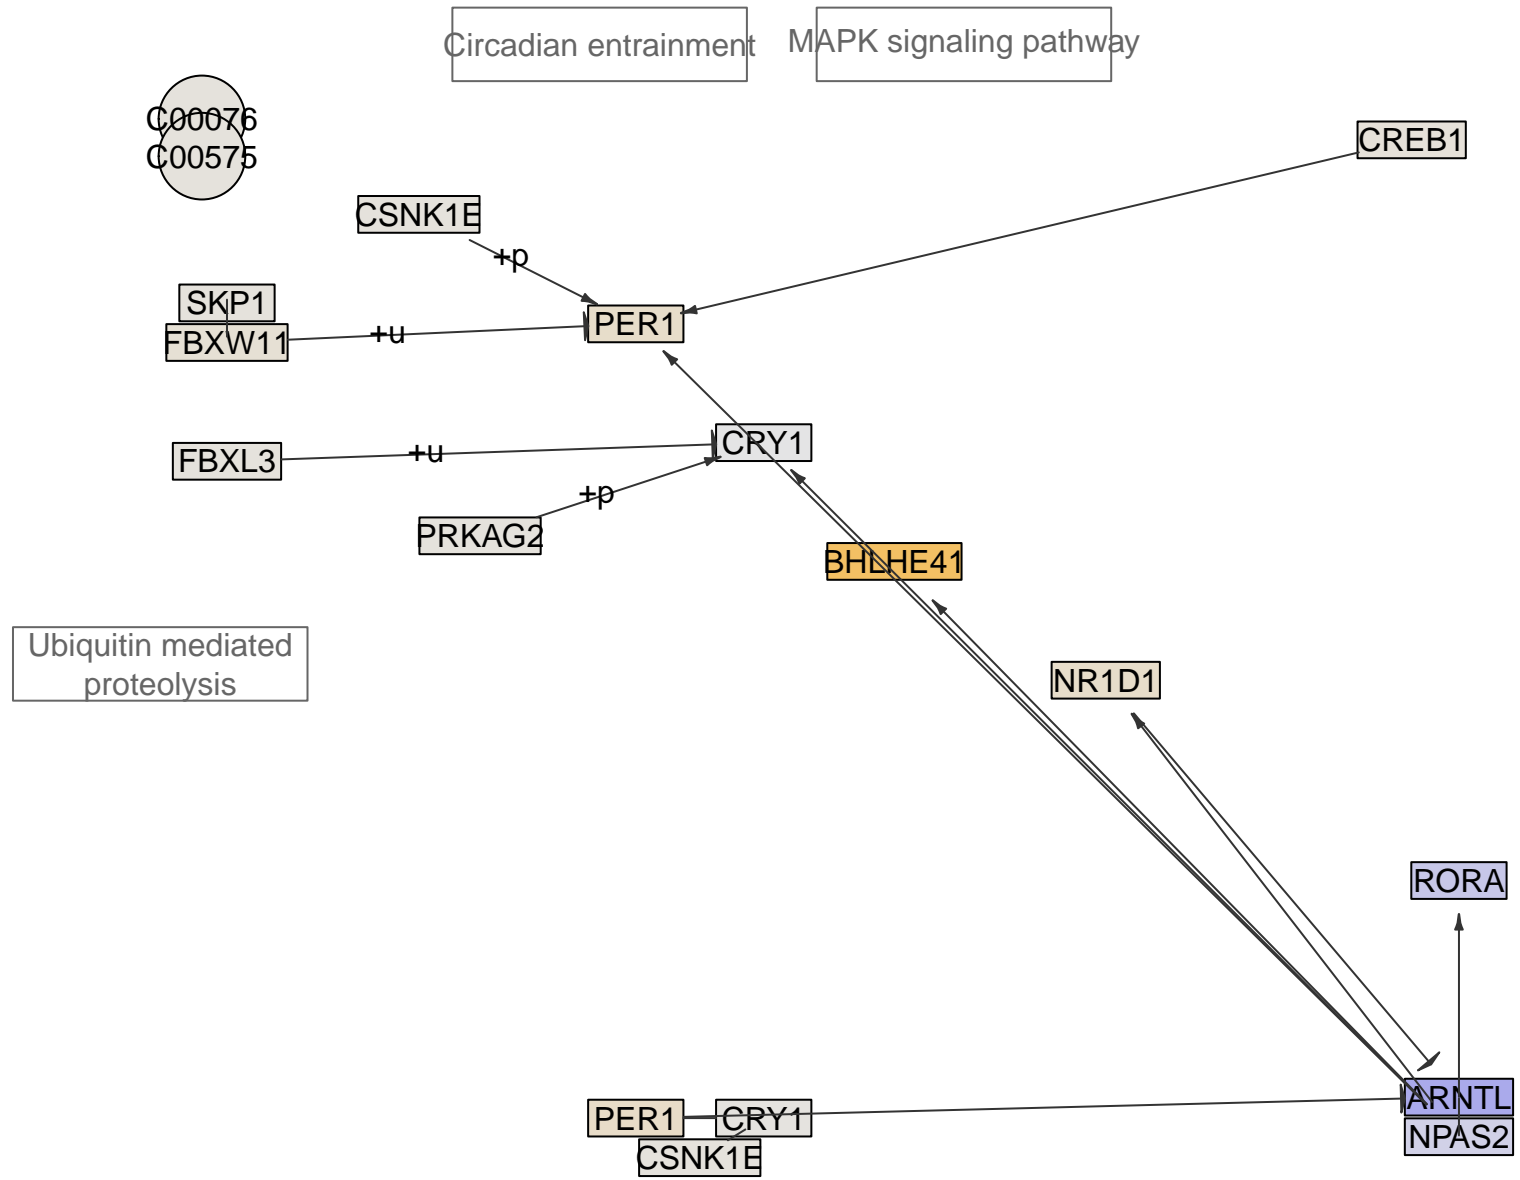 Circadian entrainment
MAPK signaling pathway
C00076
C00575
CREB1
CSNK1E
+p
SKP1
FBXW11
+u
PER1
FBXL3
+u
CRY1
+p
PRKAG2
BHLHE41
Ubiquitin mediated
proteolysis
NR1D1
RORA
ARNTL
NPAS2
PER1
CRY1
CSNK1E